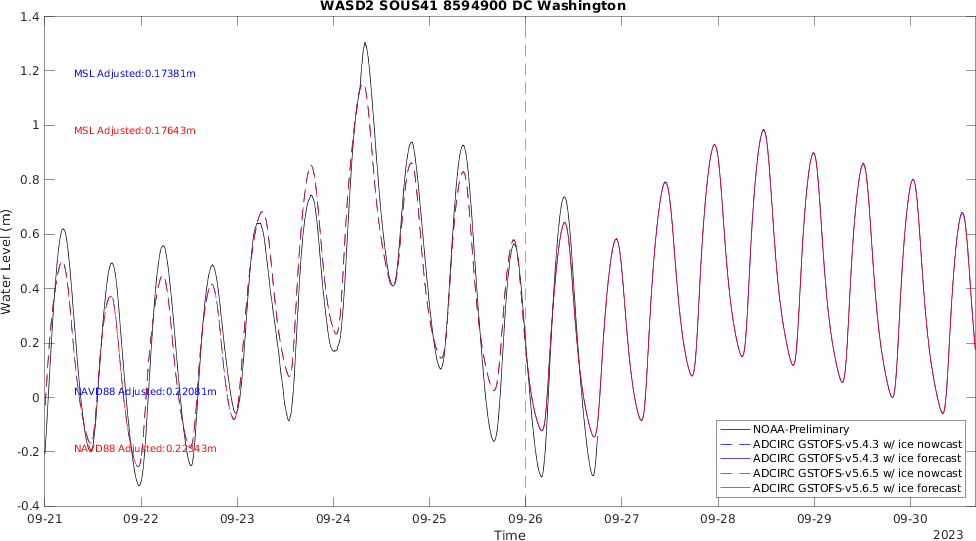 WASD2 SOUS41 8594900 DC Washington
1.4
1.2
1
0.8
0.6
0.4
0.2
0
-0.2
-0.4
Water Level (m)
MSL Adjusted:0.17381m
MSL Adjusted:0.17643m
NAVD88 Adjusted:0.22081m
NAVD88 Adjusted:0.22343m
NOAA-Preliminary
ADCIRC GSTOFS-v5.4.3 w/ ice nowcast
ADCIRC GSTOFS-v5.4.3 w/ ice forecast
ADCIRC GSTOFS-v5.6.5 w/ ice nowcast
ADCIRC GSTOFS-v5.6.5 w/ ice forecast
09-21 09-22 09-23 09-24 09-25 09-26 09-27 09-28 09-29 09-30
Time
2023